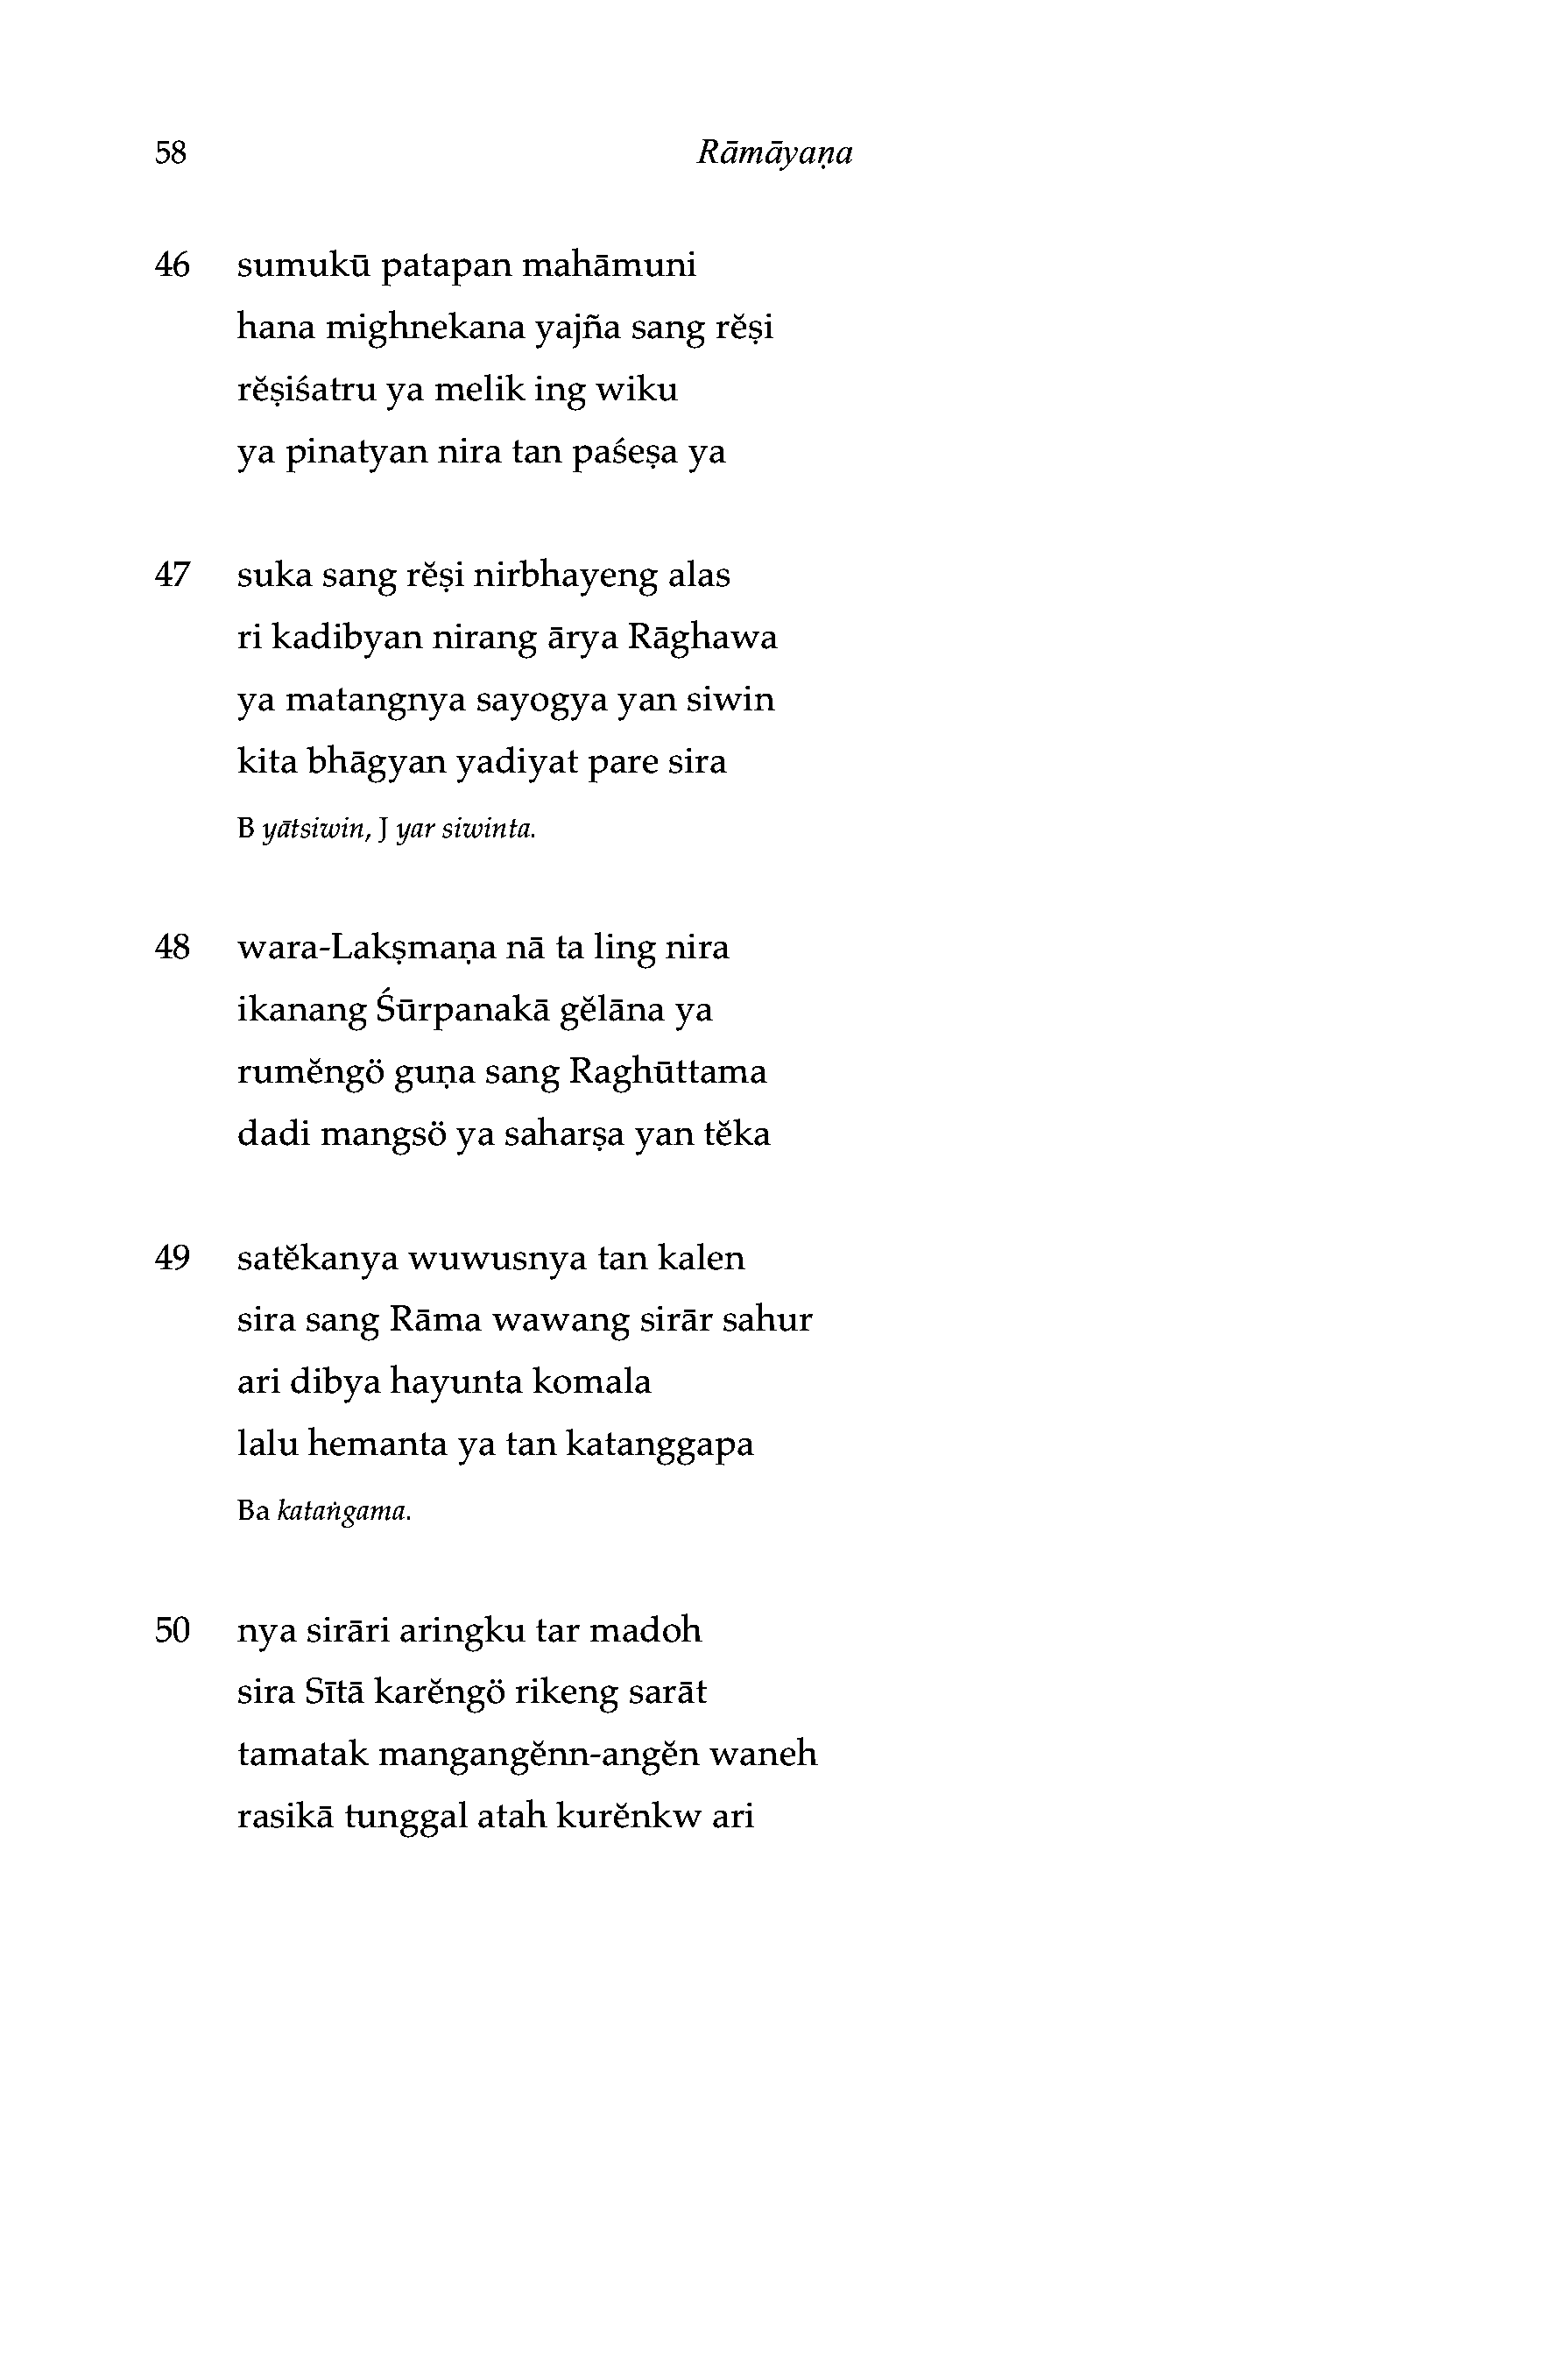 58 Rāmāyaṇa
46 sumukū patapan mahāmuni
hana mighnekana yajña sang rĕṣi
rĕṣiśatru ya melik ing wiku
ya pinatyan nira tan paśeṣa ya
47 suka sang rĕṣi nirbhayeng alas
ri kadibyan nirang ārya Rāghawa
ya matangnya sayogya yan siwin
kita bhāgyan yadiyat pare sira
B yātsiwin, J yar siwinta.
48 wara-Lakṣmaṇa nā ta ling nira
ikanang Śūrpanakā gĕlāna ya
rumĕngö guṇa sang Raghūttama
dadi mangsö ya saharṣa yan tĕka
49 satĕkanya wuwusnya tan kalen
sira sang Rāma wawang sirār sahur
ari dibya hayunta komala
lalu hemanta ya tan katanggapa
Ba kataṅgama.
50 nya sirāri aringku tar madoh
sira Sītā karĕngö rikeng sarāt
tamatak mangangĕnn-angĕn waneh
rasikā tunggal atah kurĕnkw ari